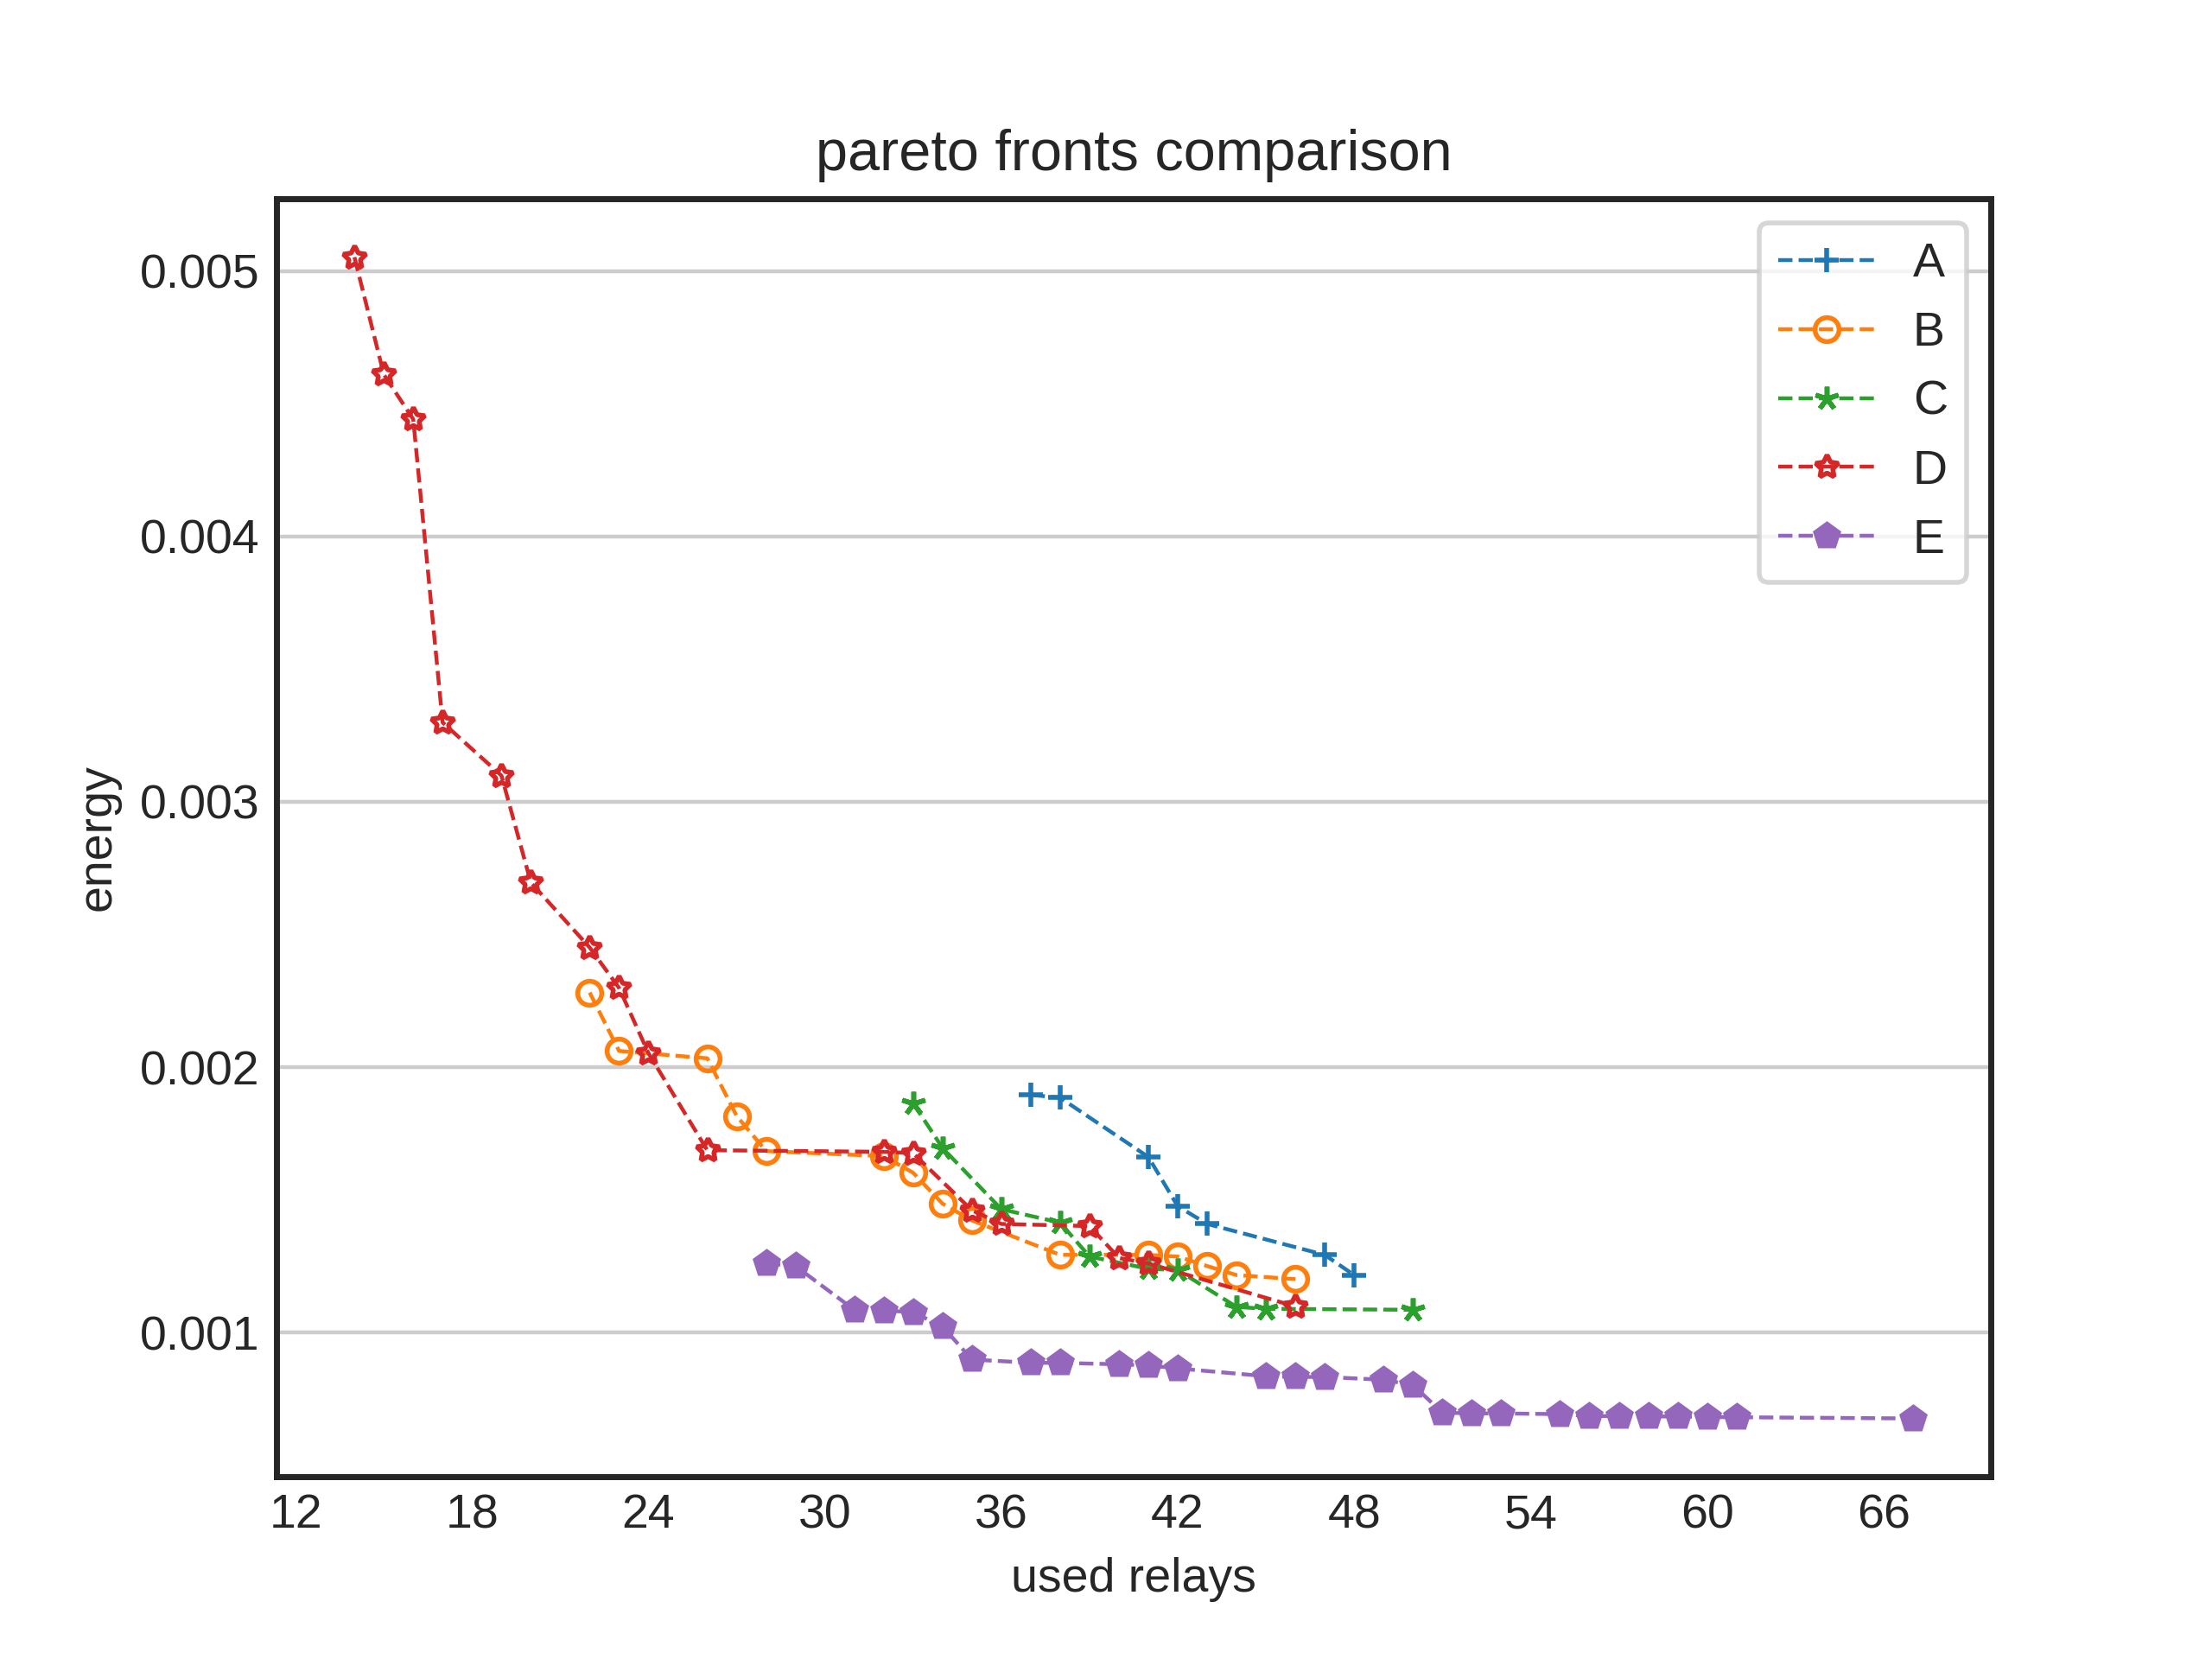 pareto fronts comparison
0.005
0.004
0.003
0.002
0.001
energy
A
B
C
D
E
12 18 24 30 36 42 48 54 60 66
used relays